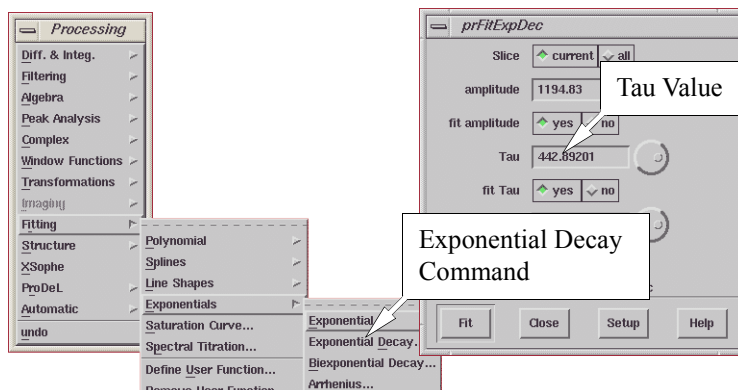 Processing
Diff. & Integ.
Filtering
Algebra
Peak Analysis
Complex
Window Functions
Transformations
Imaging
Fitting
Structure
XSophe
ProDeL
Automatic
undo
Polynomial
Splines
Line Shapes
Exponentials
Saturation Curve...
Spectral Titration...
Define User Function...
Remove User Function
Exponential
Exponential Decay.
Biexponential Decay...
Arrhenius...
prFitExpDec
Slice current all
amplitude 1194.83
fit amplitude yes no
Tau 442.89201
fit Tau yes no
Fit Close Setup Help
Tau Value
Exponential Decay
Command